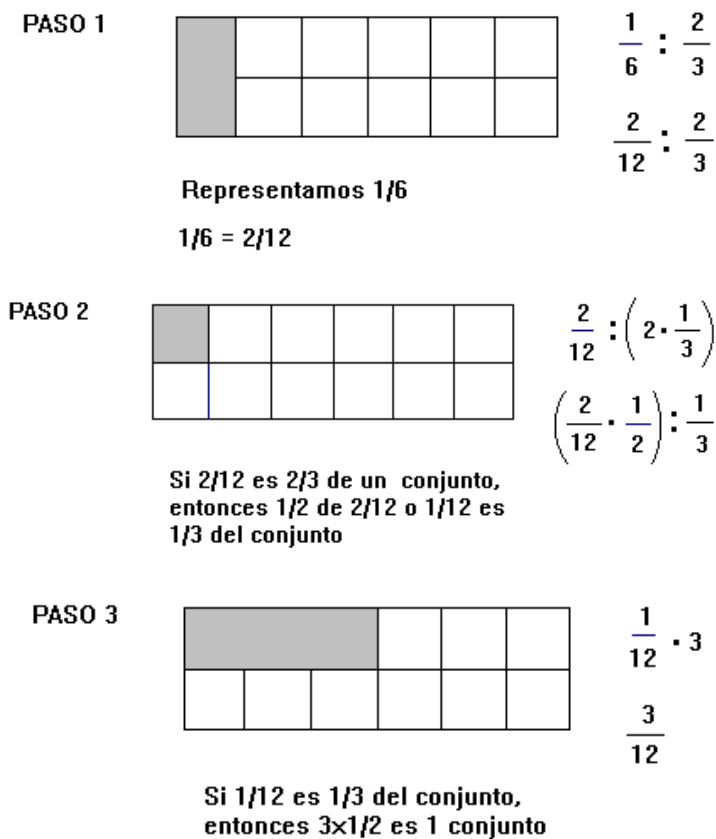 PASO 1
1/6 : 2/3
2/12 : 2/3
Representamos 1/6
1/6 = 2/12
PASO 2
2/12 : (2 · 1/3)
(2/12 · 1/2) : 1/3
Si 2/12 es 2/3 de un conjunto,
entonces 1/2 de 2/12 o 1/12 es
1/3 del conjunto
PASO 3
1/12 · 3
3/12
Si 1/12 es 1/3 del conjunto,
entonces 3x1/2 es 1 conjunto